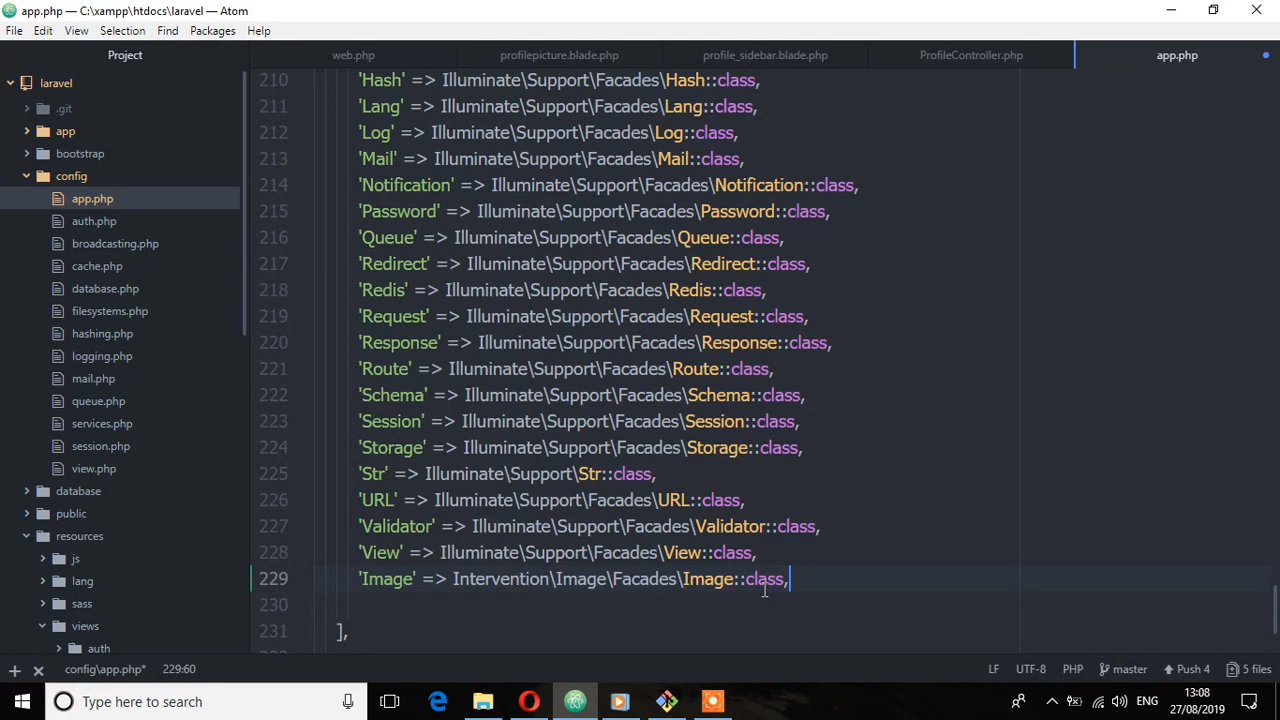 app.php — C:\xampp\htdocs\laravel — Atom
File Edit View Selection Find Packages Help
Project
web.php
profilepicture.blade.php
profile_sidebar.blade.php
ProfileController.php
app.php
laravel
.git
app
bootstrap
config
app.php
auth.php
broadcasting.php
cache.php
database.php
filesystems.php
hashing.php
logging.php
mail.php
queue.php
services.php
session.php
view.php
database
public
resources
js
lang
sass
views
auth
210 'Hash' => Illuminate\Support\Facades\Hash::class,
211 'Lang' => Illuminate\Support\Facades\Lang::class,
212 'Log' => Illuminate\Support\Facades\Log::class,
213 'Mail' => Illuminate\Support\Facades\Mail::class,
214 'Notification' => Illuminate\Support\Facades\Notification::class,
215 'Password' => Illuminate\Support\Facades\Password::class,
216 'Queue' => Illuminate\Support\Facades\Queue::class,
217 'Redirect' => Illuminate\Support\Facades\Redirect::class,
218 'Redis' => Illuminate\Support\Facades\Redis::class,
219 'Request' => Illuminate\Support\Facades\Request::class,
220 'Response' => Illuminate\Support\Facades\Response::class,
221 'Route' => Illuminate\Support\Facades\Route::class,
222 'Schema' => Illuminate\Support\Facades\Schema::class,
223 'Session' => Illuminate\Support\Facades\Session::class,
224 'Storage' => Illuminate\Support\Facades\Storage::class,
225 'Str' => Illuminate\Support\Str::class,
226 'URL' => Illuminate\Support\Facades\URL::class,
227 'Validator' => Illuminate\Support\Facades\Validator::class,
228 'View' => Illuminate\Support\Facades\View::class,
229 'Image' => Intervention\Image\Facades\Image::class,
230
231 ],
config\app.php* 229:60 LF UTF-8 PHP master Push 4 5 files
Type here to search
ENG
13:08
27/08/2019